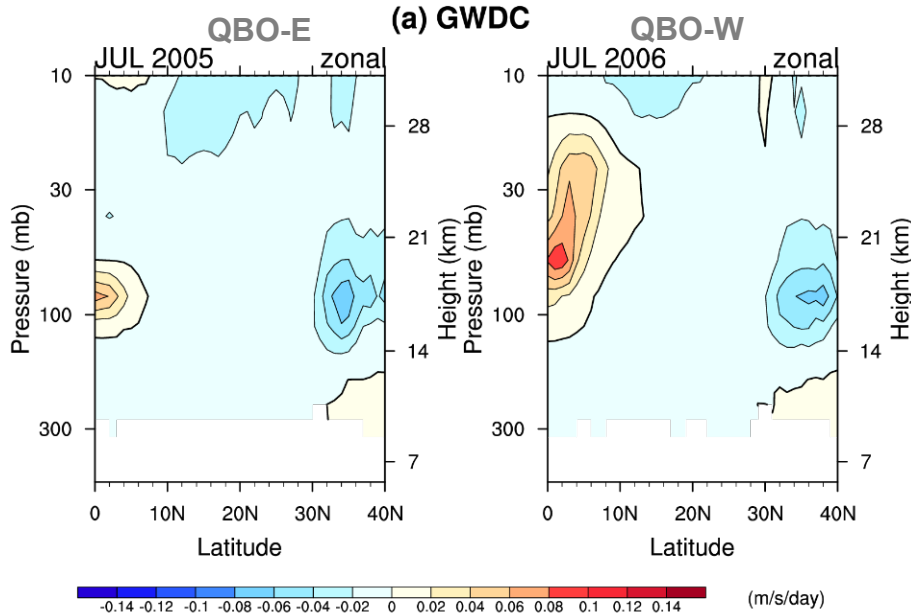 (a) GWDC
QBO-E
QBO-W
JUL 2005 zonal
JUL 2006 zonal
10
30
100
300
Pressure (mb)
28
21
14
7
Height (km)
0 10N 20N 30N 40N
Latitude
10
30
100
300
Pressure (mb)
28
21
14
7
Height (km)
0 10N 20N 30N 40N
Latitude
-0.14 -0.12 -0.1 -0.08 -0.06 -0.04 -0.02 0 0.02 0.04 0.06 0.08 0.1 0.12 0.14
(m/s/day)